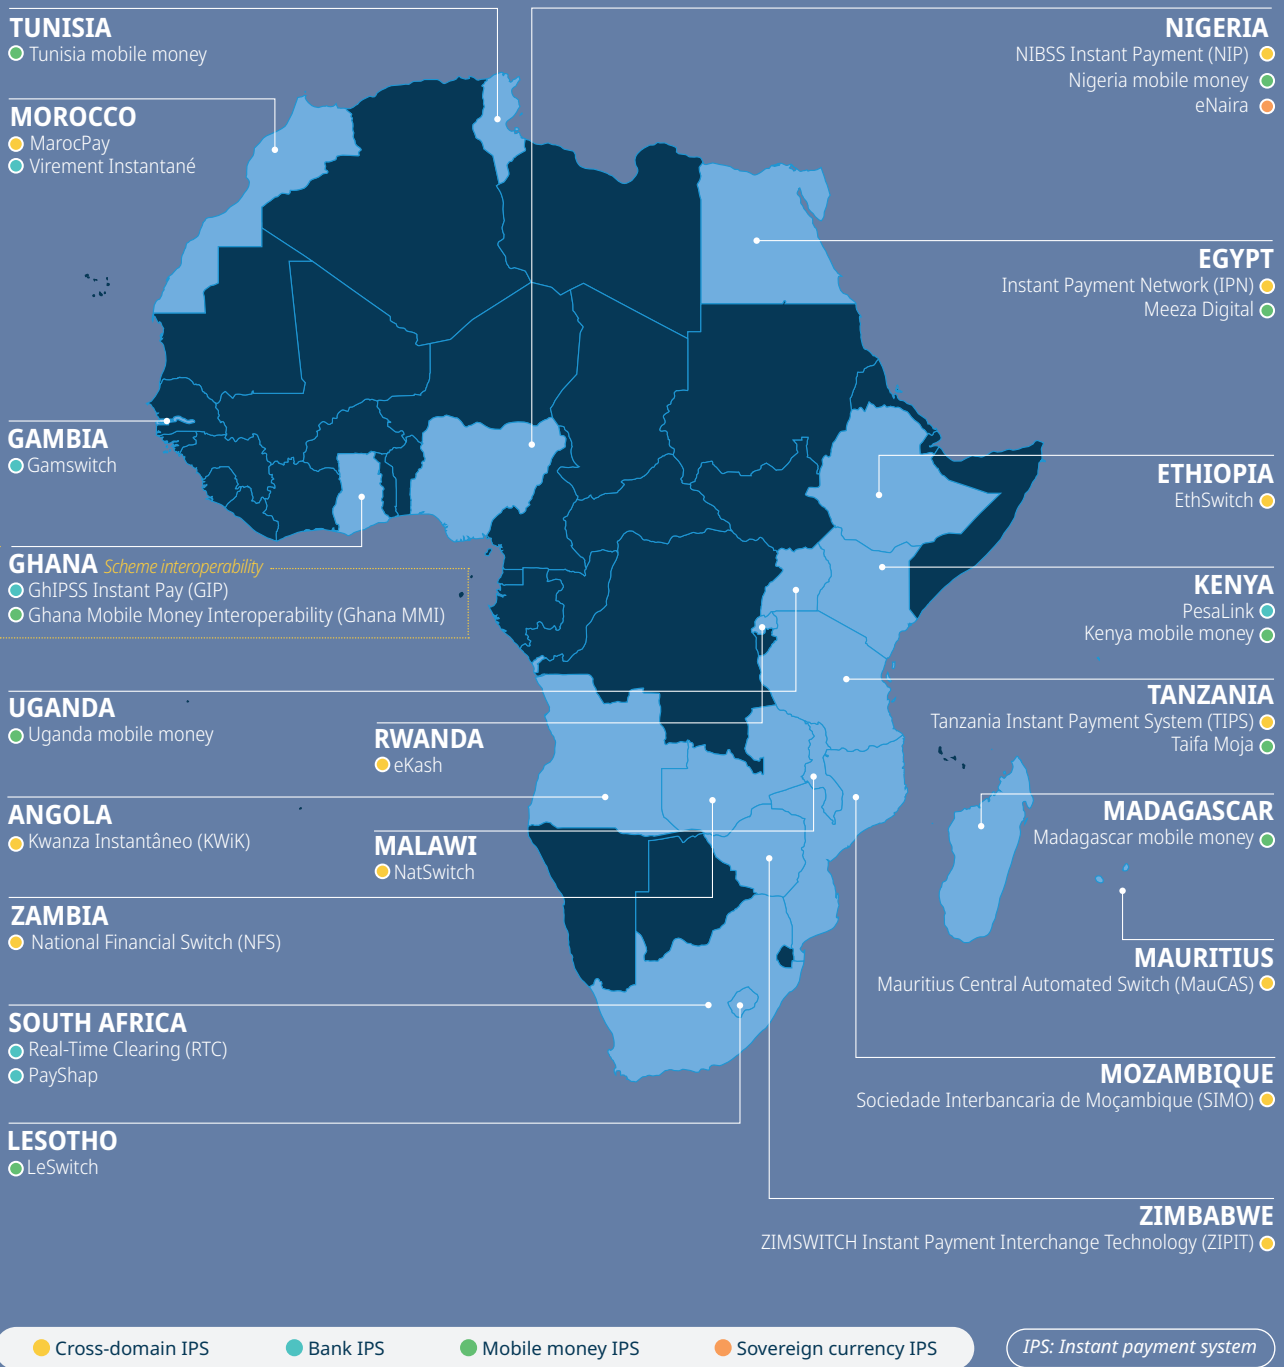 TUNISIA
Tunisia mobile money
MOROCCO
MarocPay
Virement Instantané
GAMBIA
Gamswitch
GHANA Scheme interoperability
GhIPSS Instant Pay (GIP)
Ghana Mobile Money Interoperability (Ghana MMI)
UGANDA
Uganda mobile money
RWANDA
eKash
ANGOLA
Kwanza Instantâneo (KWiK)
MALAWI
NatSwitch
ZAMBIA
National Financial Switch (NFS)
SOUTH AFRICA
Real-Time Clearing (RTC)
PayShap
LESOTHO
LeSwitch
NIGERIA
NIBSS Instant Payment (NIP)
Nigeria mobile money
eNaira
EGYPT
Instant Payment Network (IPN)
Meeza Digital
ETHIOPIA
EthSwitch
KENYA
PesaLink
Kenya mobile money
TANZANIA
Tanzania Instant Payment System (TIPS)
Taifa Moja
MADAGASCAR
Madagascar mobile money
MAURITIUS
Mauritius Central Automated Switch (MauCAS)
MOZAMBIQUE
Sociedade Interbancaria de Moçambique (SIMO)
ZIMBABWE
ZIMSWITCH Instant Payment Interchange Technology (ZIPIT)
Cross-domain IPS
Bank IPS
Mobile money IPS
Sovereign currency IPS
IPS: Instant payment system